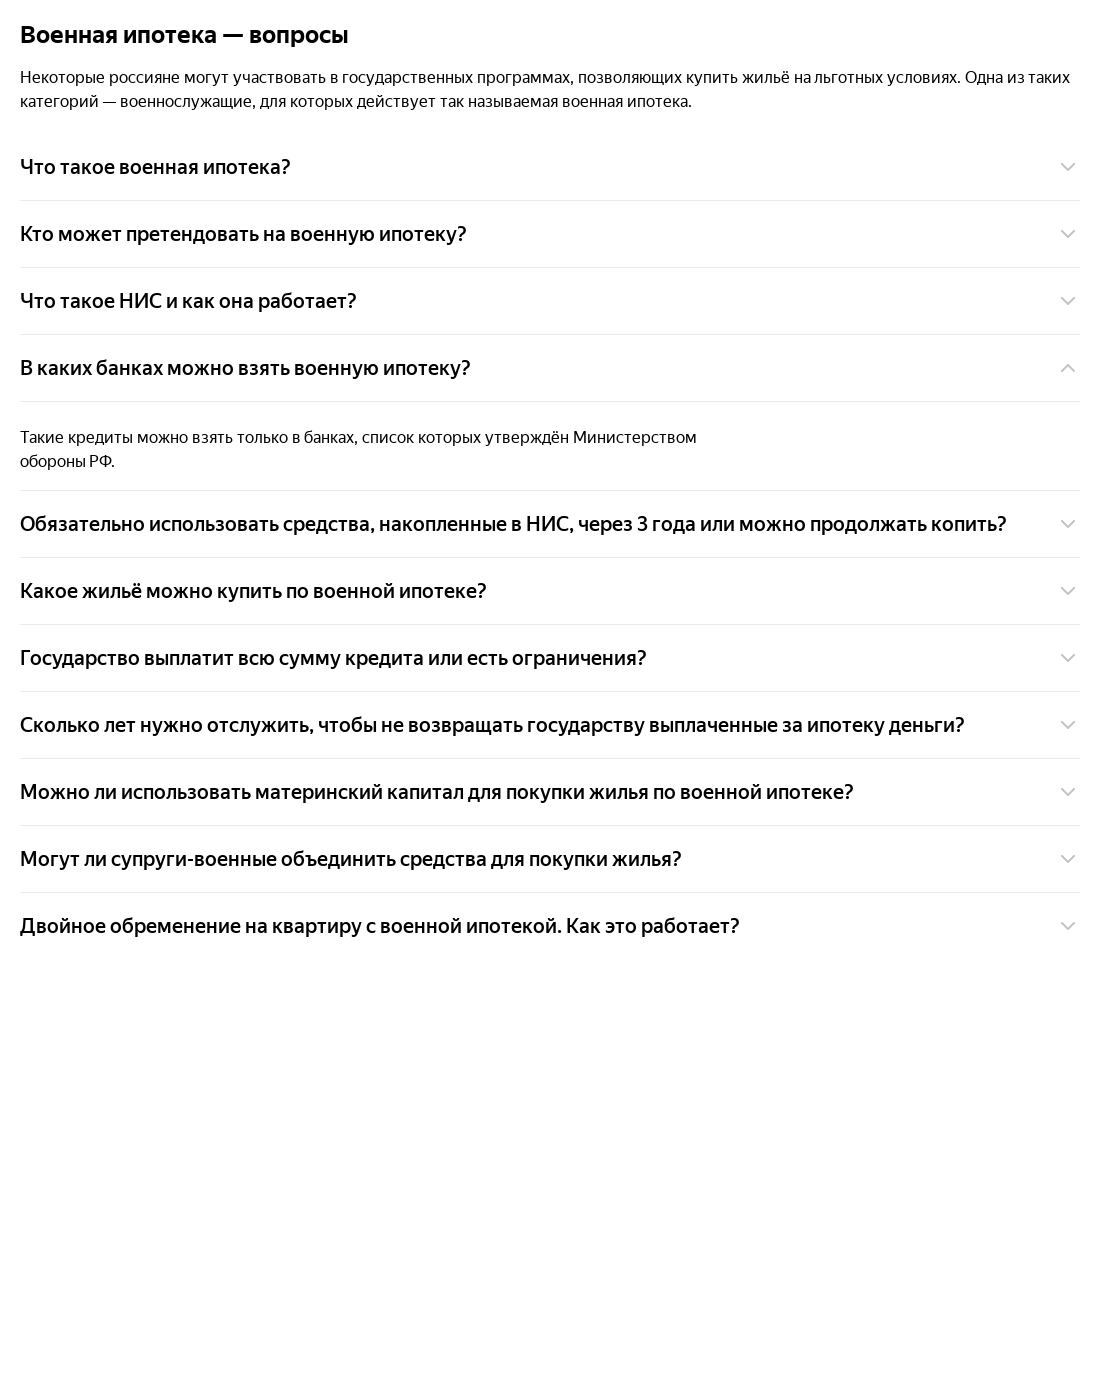 Военная ипотека — вопросы
Некоторые россияне могут участвовать в государственных программах, позволяющих купить жильё на льготных условиях. Одна из таких
категорий — военнослужащие, для которых действует так называемая военная ипотека.
Что такое военная ипотека?
Кто может претендовать на военную ипотеку?
Что такое НИС и как она работает?
В каких банках можно взять военную ипотеку?
Такие кредиты можно взять только в банках, список которых утверждён Министерством
обороны РФ.
Обязательно использовать средства, накопленные в НИС, через 3 года или можно продолжать копить?
Какое жильё можно купить по военной ипотеке?
Государство выплатит всю сумму кредита или есть ограничения?
Сколько лет нужно отслужить, чтобы не возвращать государству выплаченные за ипотеку деньги?
Можно ли использовать материнский капитал для покупки жилья по военной ипотеке?
Могут ли супруги-военные объединить средства для покупки жилья?
Двойное обременение на квартиру с военной ипотекой. Как это работает?